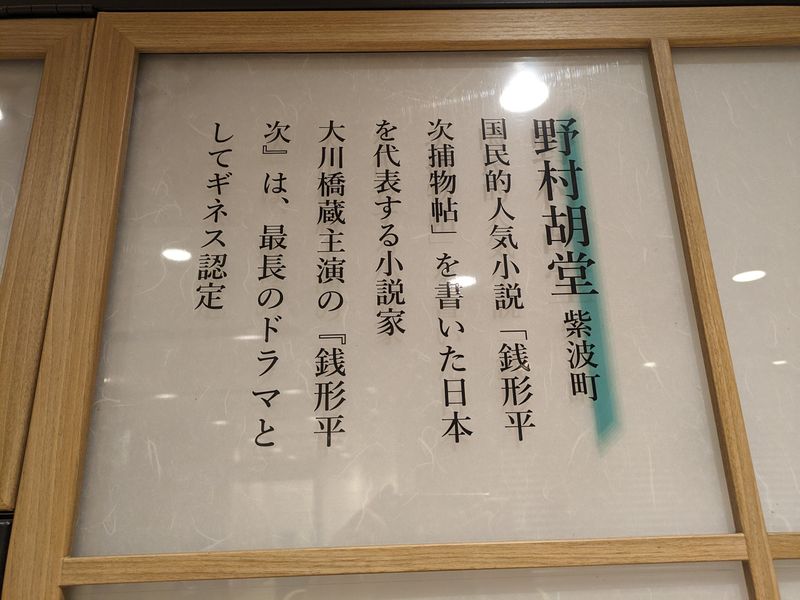 野村胡堂 紫波町
国民的人気小説「銭形平
次捕物帖」を書いた日本
を代表する小説家
大川橋蔵主演の『銭形平
次』は、最長のドラマと
してギネス認定